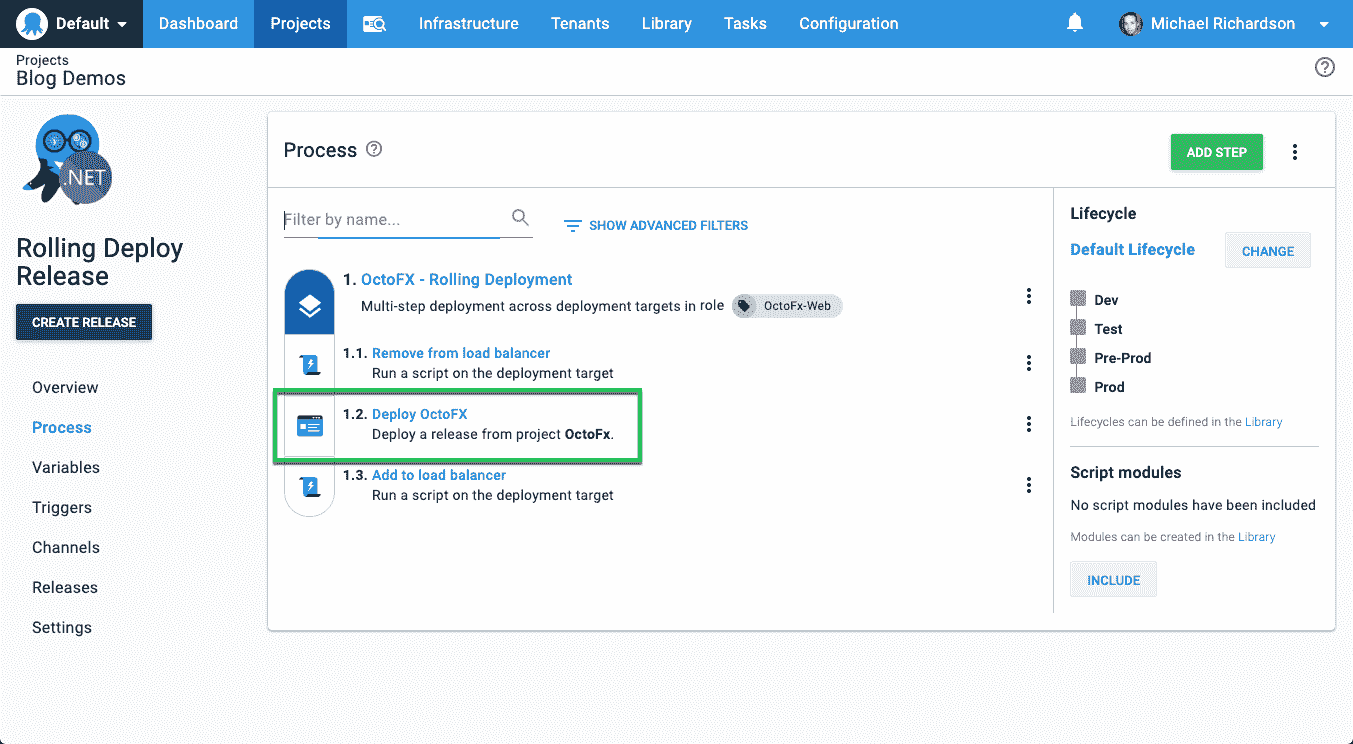 Default
Dashboard
Projects
Infrastructure
Tenants
Library
Tasks
Configuration
Michael Richardson
Projects
Blog Demos
.NET
Rolling Deploy
Release
CREATE RELEASE
Overview
Process
Variables
Triggers
Channels
Releases
Settings
Process
ADD STEP
Filter by name...
SHOW ADVANCED FILTERS
1. OctoFX - Rolling Deployment
Multi-step deployment across deployment targets in role OctoFx-Web
1.1. Remove from load balancer
Run a script on the deployment target
1.2. Deploy OctoFX
Deploy a release from project OctoFx.
1.3. Add to load balancer
Run a script on the deployment target
Lifecycle
Default Lifecycle
CHANGE
Dev
Test
Pre-Prod
Prod
Lifecycles can be defined in the Library
Script modules
No script modules have been included
Modules can be created in the Library
INCLUDE